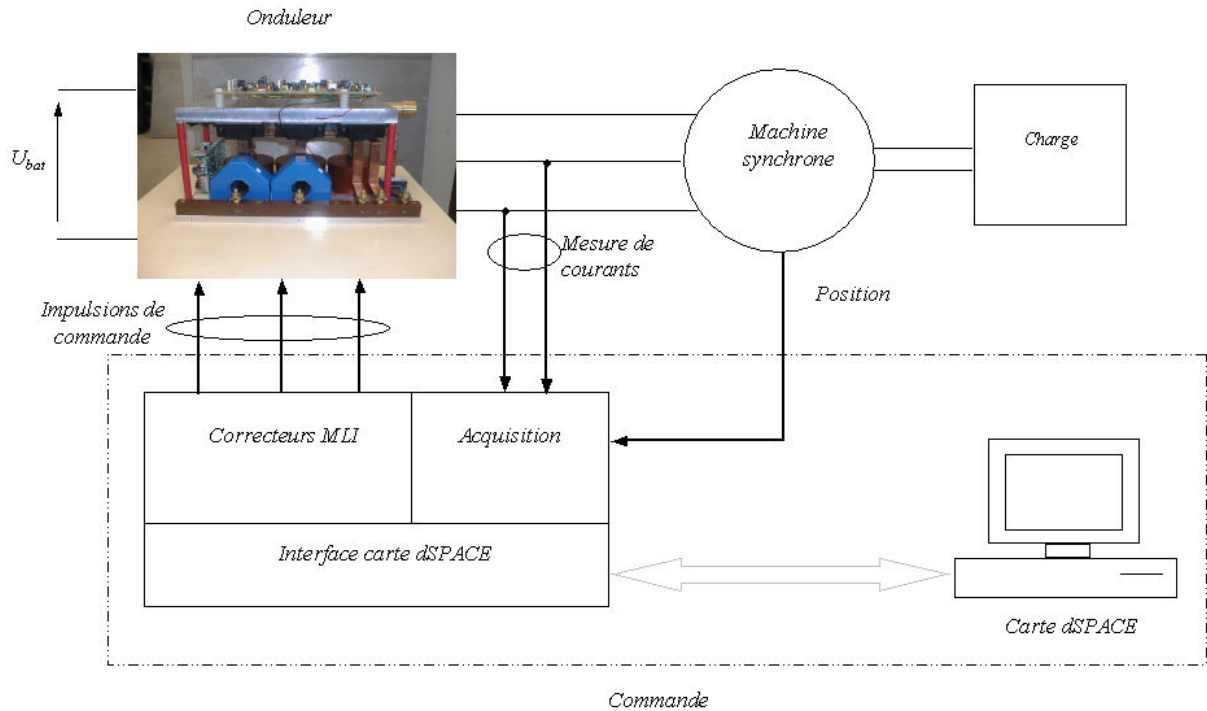 Onduleur
U_bat
Machine
synchrone
Charge
Mesure de
courants
Position
Impulsions de
commande
Correcteurs MLI
Acquisition
Interface carte dSPACE
Carte dSPACE
Commande